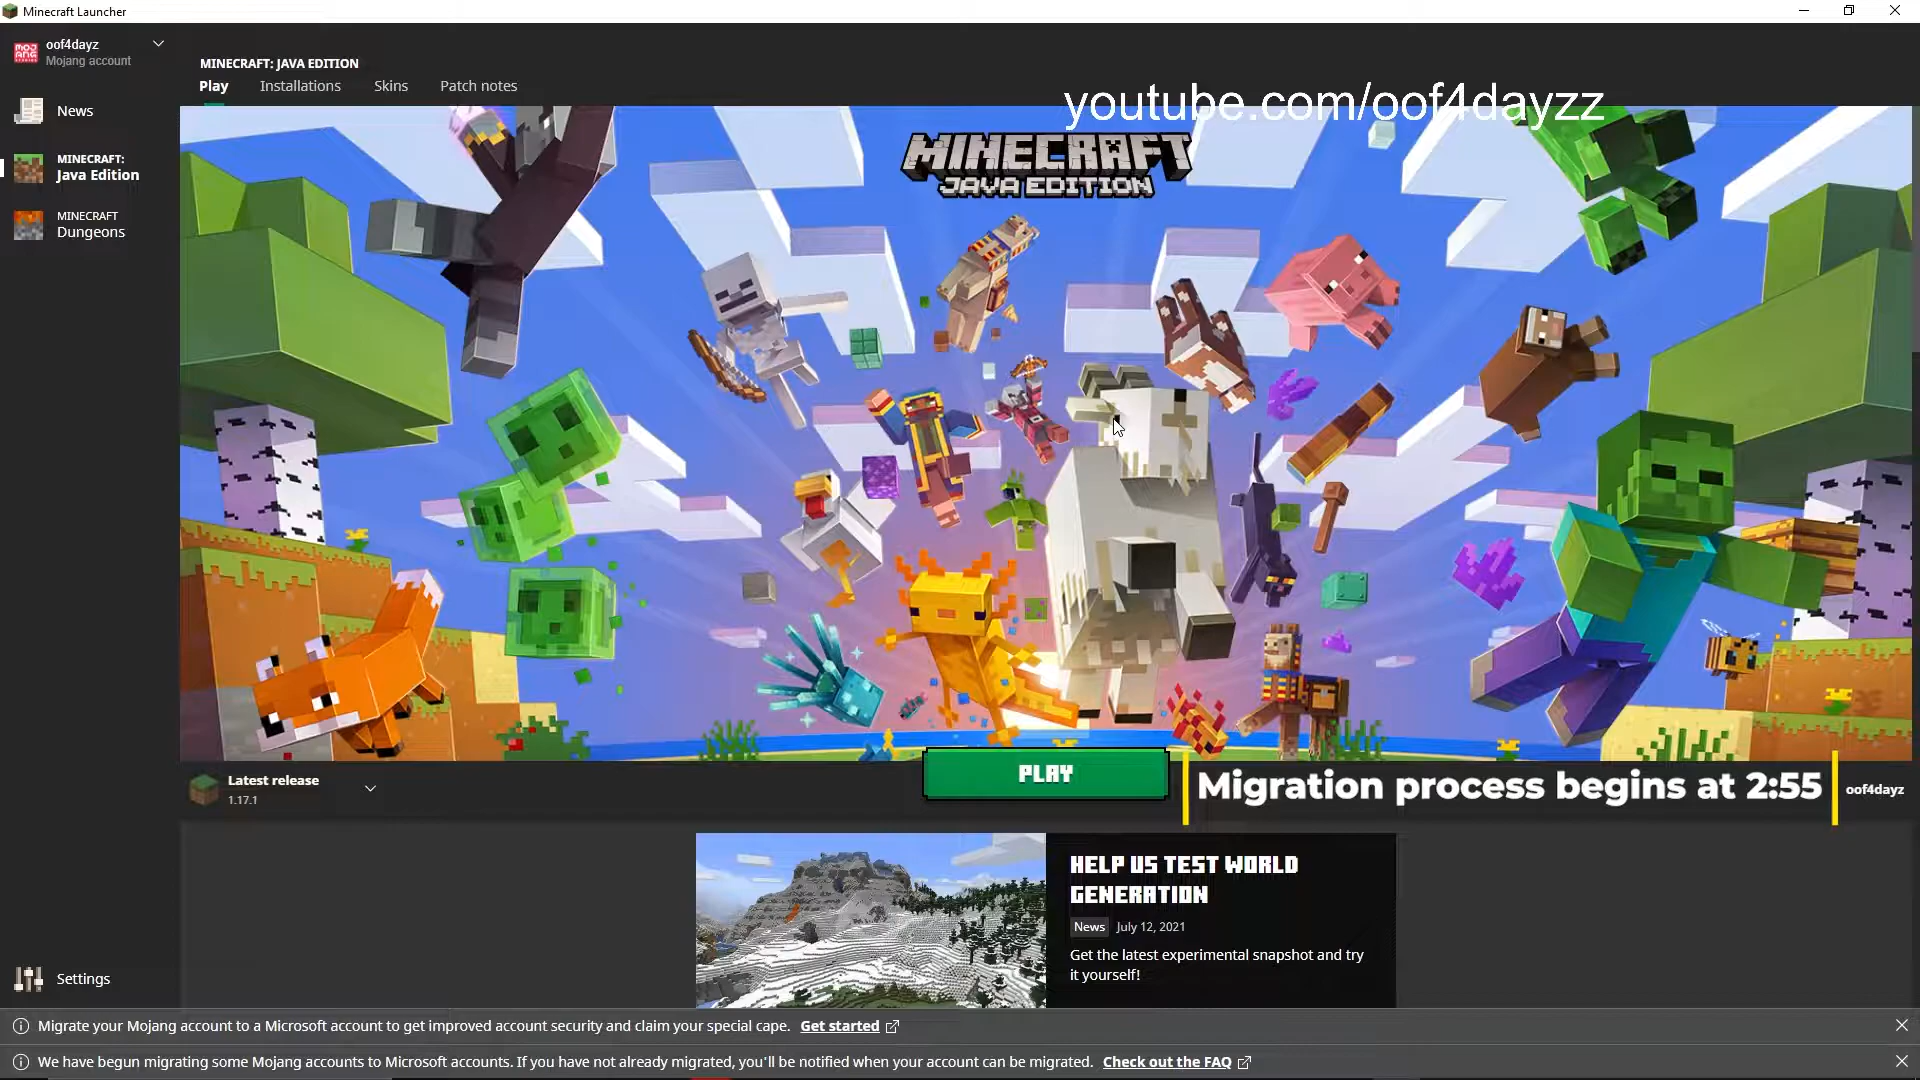 Minecraft Launcher
oof4dayz
Mojang account
News
MINECRAFT:
Java Edition
MINECRAFT
Dungeons
Settings
MINECRAFT: JAVA EDITION
Play Installations Skins Patch notes
youtube.com/oof4dayzz
MINECRAFT
JAVA EDITION
Latest release
1.17.1
PLAY
Migration process begins at 2:55
oof4dayz
HELP US TEST WORLD
GENERATION
News July 12, 2021
Get the latest experimental snapshot and try
it yourself!
Migrate your Mojang account to a Microsoft account to get improved account security and claim your special cape. Get started
We have begun migrating some Mojang accounts to Microsoft accounts. If you have not already migrated, you'll be notified when your account can be migrated. Check out the FAQ